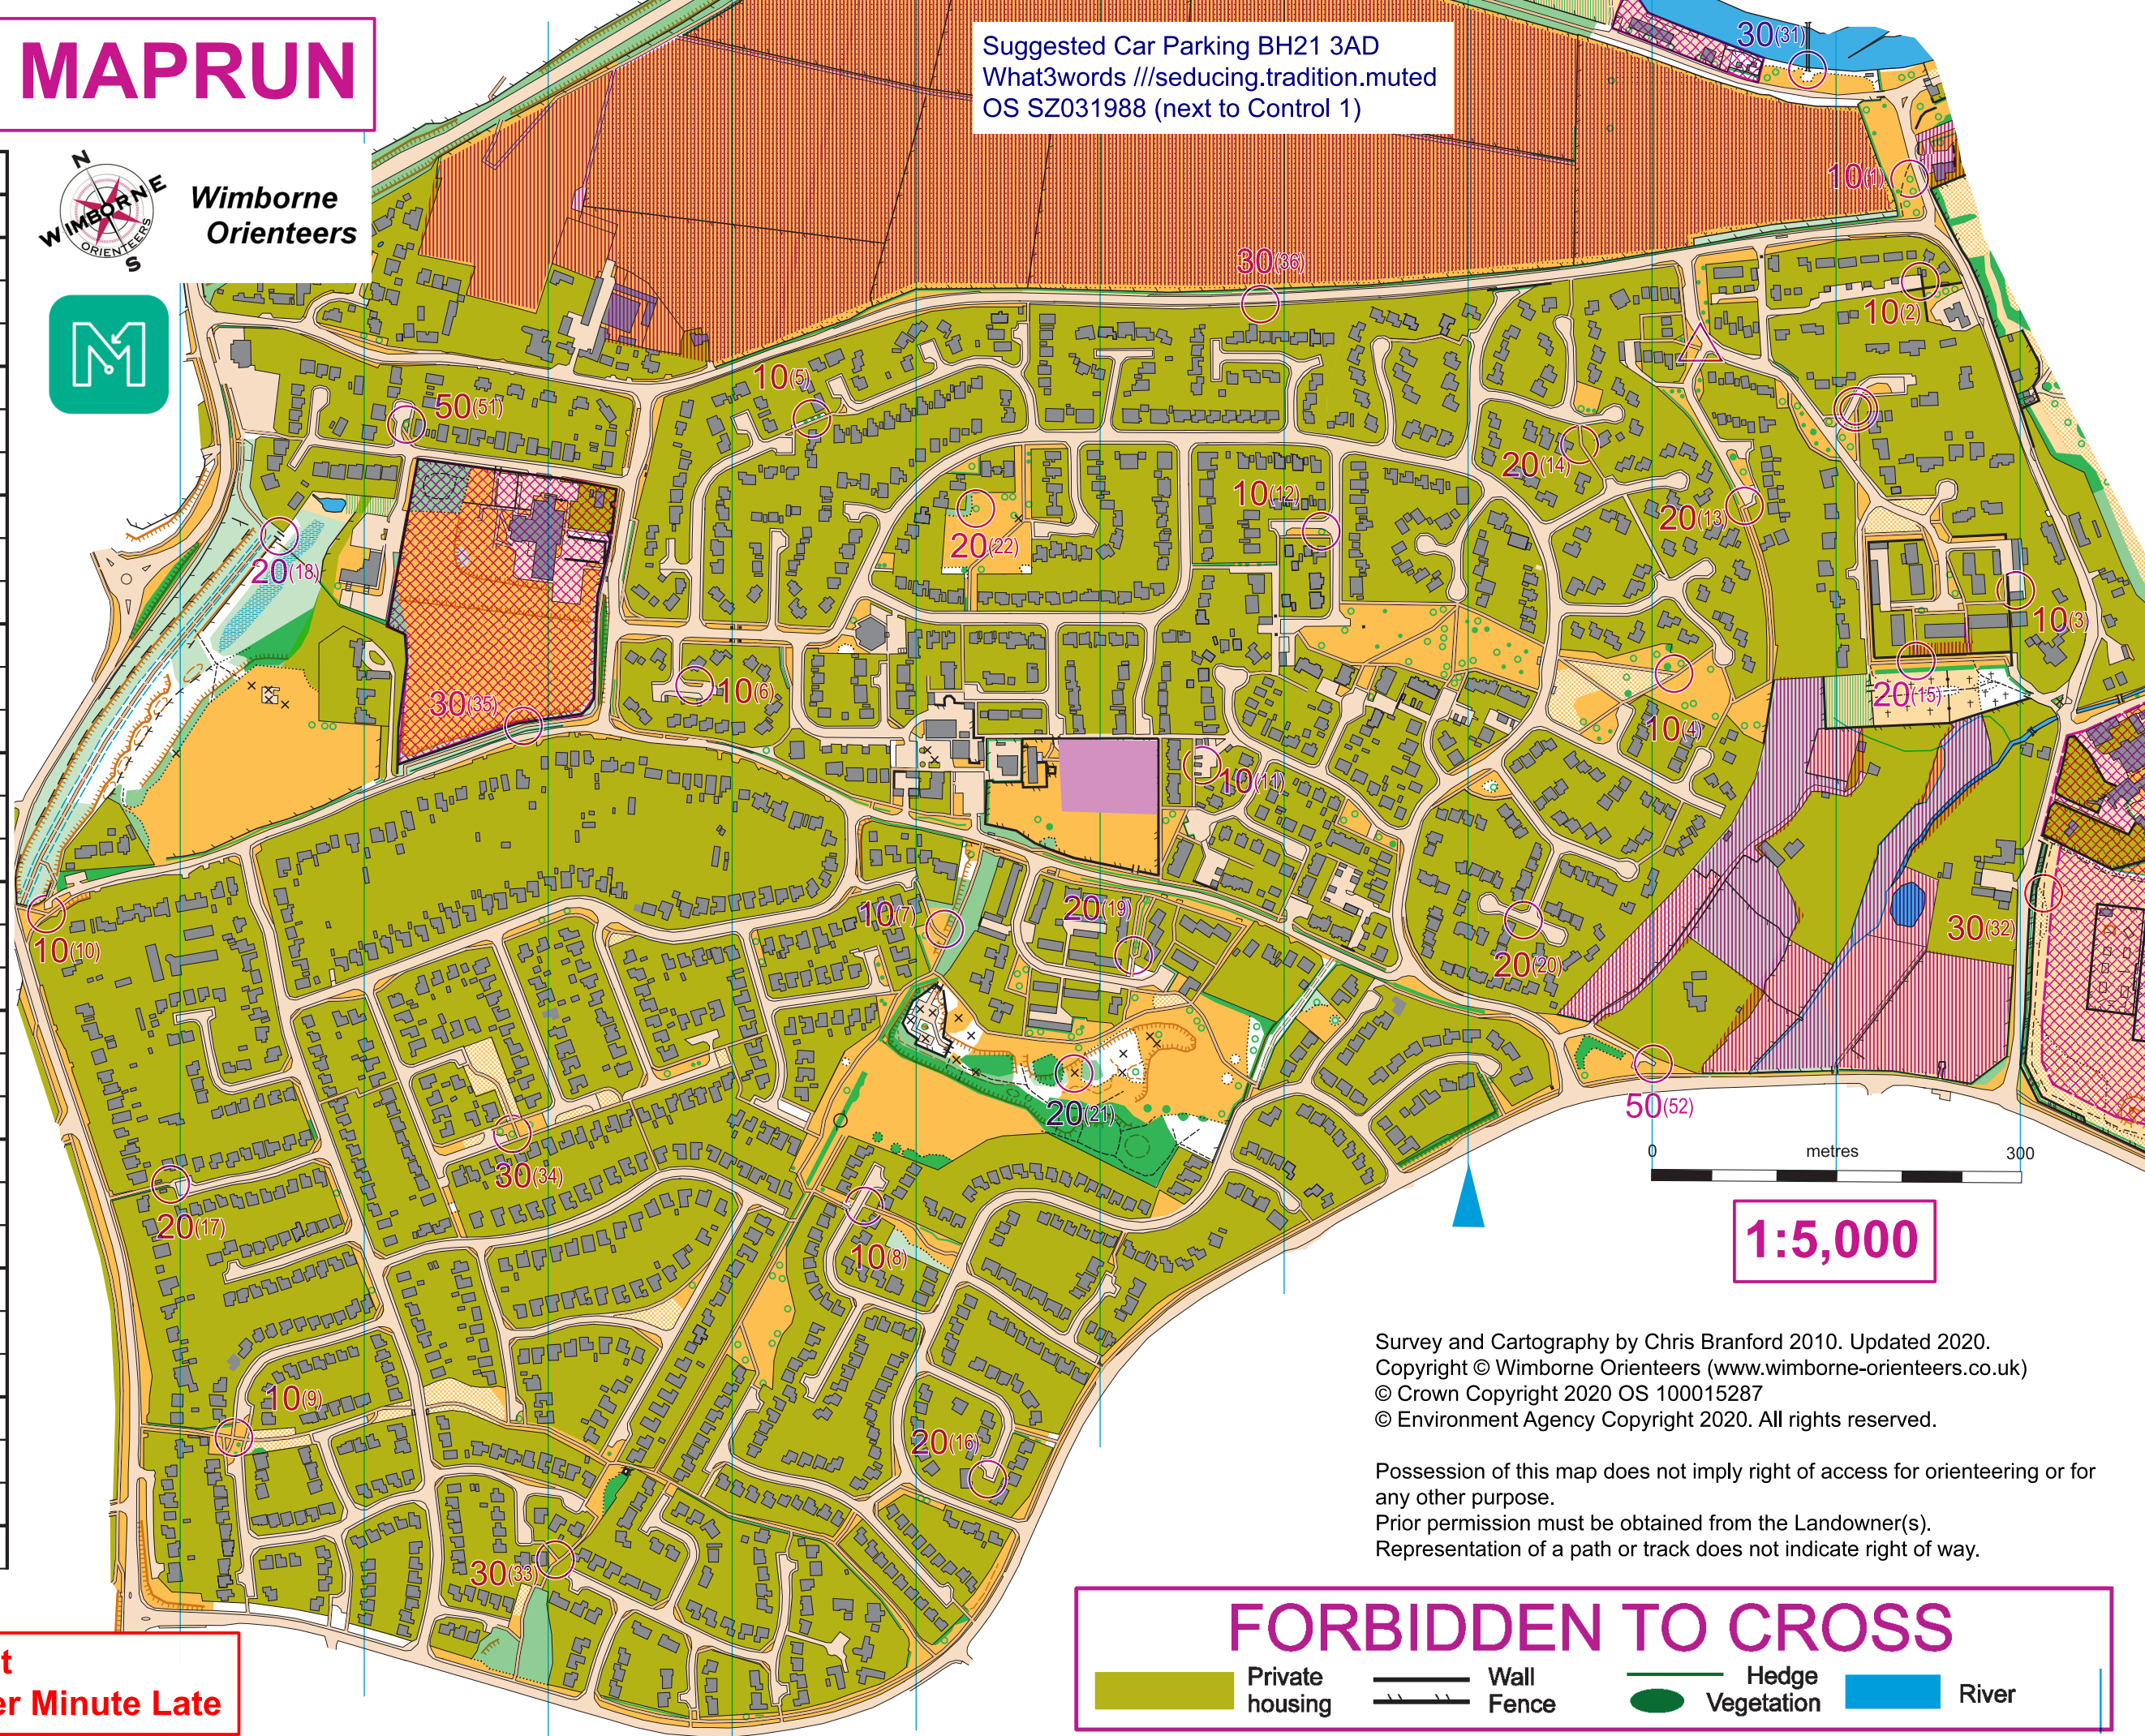 MAPRUN
Suggested Car Parking BH21 3AD
What3words ///seducing.tradition.muted
OS SZ031988 (next to Control 1)
N
WIMBORNE
ORIENTEERS
S
Wimborne
Orienteers
30(31)
10(1)
30(36)
10(2)
10(5)
50(51)
20(14)
10(12)
20(13)
20(22)
20(18)
10(3)
10(6)
20(15)
30(35)
10(4)
10(11)
20(19)
10(7)
30(32)
10(10)
20(20)
50(52)
20(21)
0 metres 300
30(34)
20(17)
1:5,000
10(8)
Survey and Cartography by Chris Branford 2010. Updated 2020.
Copyright © Wimborne Orienteers (www.wimborne-orienteers.co.uk)
© Crown Copyright 2020 OS 100015287
© Environment Agency Copyright 2020. All rights reserved.
10(9)
20(16)
Possession of this map does not imply right of access for orienteering or for
any other purpose.
Prior permission must be obtained from the Landowner(s).
Representation of a path or track does not indicate right of way.
30(33)
FORBIDDEN TO CROSS
Private
housing
Wall
Fence
Hedge
Vegetation
River
t
er Minute Late